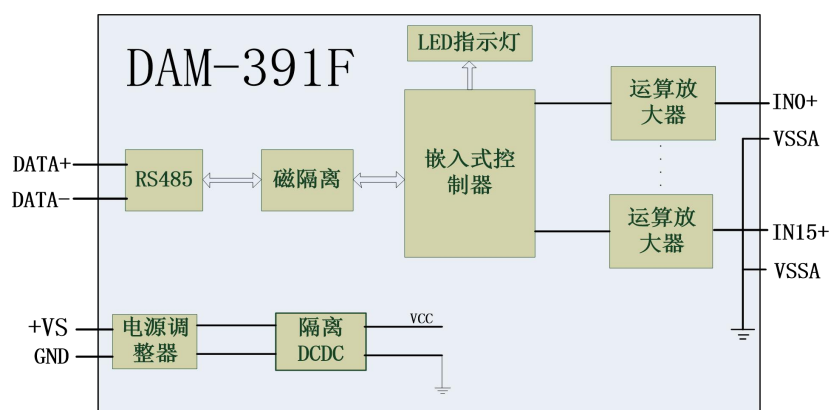 DAM-391F
LED指示灯
运算放
大器
IN0+
VSSA
DATA+
DATA-
RS485
磁隔离
嵌入式控
制器
运算放
大器
IN15+
VSSA
+VS
GND
电源调
整器
隔离
DCDC
VCC